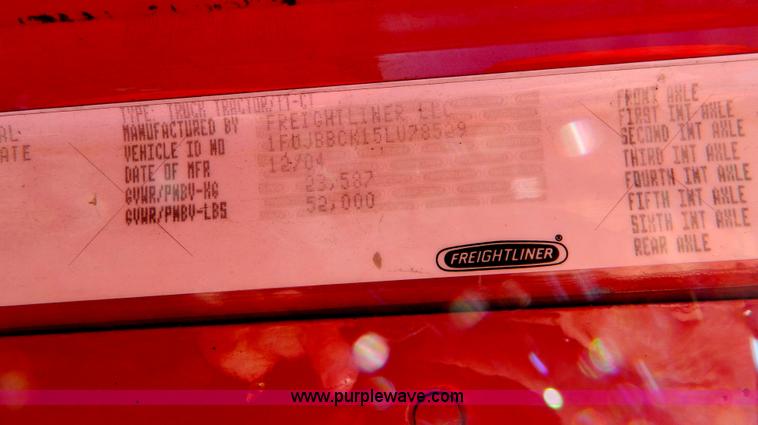 AL
ATE
TYPE: TRUCK TRACTOR/TT-CT
MANUFACTURED BY FREIGHTLINER LLC
VEHICLE ID NO
DATE OF MFR 12/04
GVWR/PNBV-KG 23,587
GVWR/PNBV-LBS 52,000
FRONT AXLE
FIRST INT AXLE
SECOND INT AXLE
THIRD INT AXLE
FOURTH INT AXLE
FIFTH INT AXLE
SIXTH INT AXLE
REAR AXLE
FREIGHTLINER®
www.purplewave.com